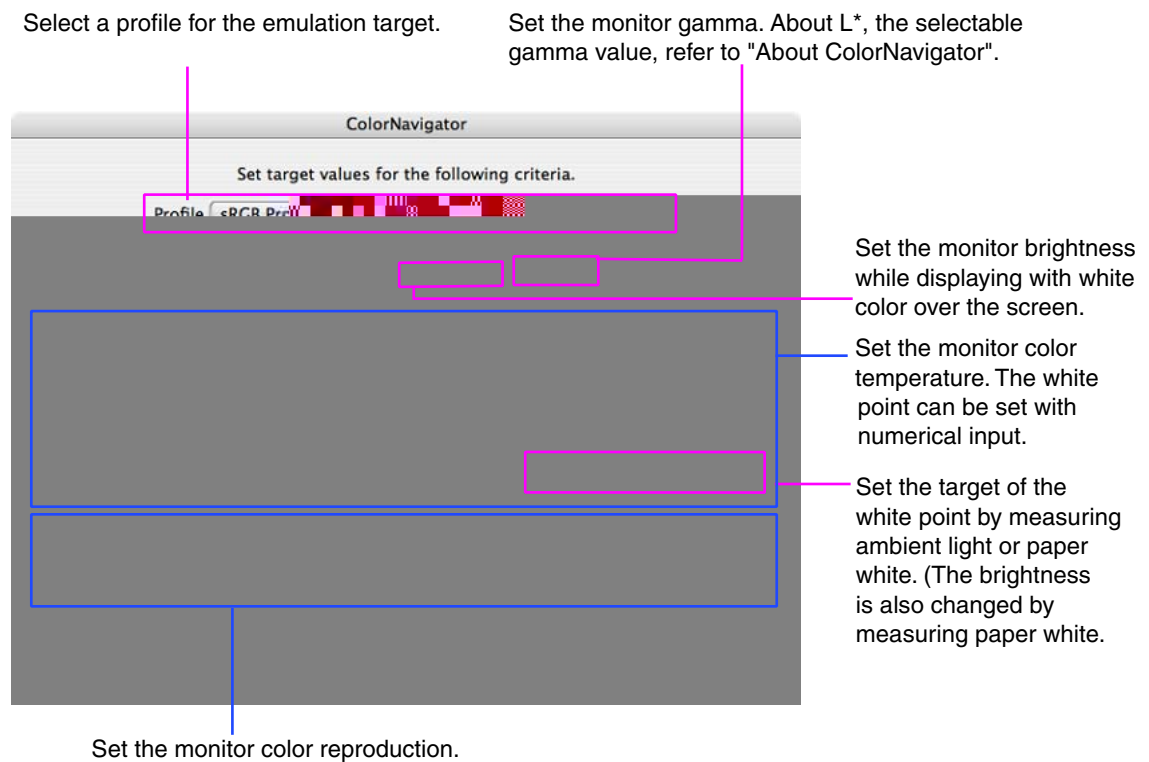 Select a profile for the emulation target.
Set the monitor gamma. About L*, the selectable
gamma value, refer to "About ColorNavigator".
ColorNavigator
Set target values for the following criteria.
Profile sRGB
Set the monitor brightness
while displaying with white
color over the screen.
Set the monitor color
temperature. The white
point can be set with
numerical input.
Set the target of the
white point by measuring
ambient light or paper
white. (The brightness
is also changed by
measuring paper white.
Set the monitor color reproduction.